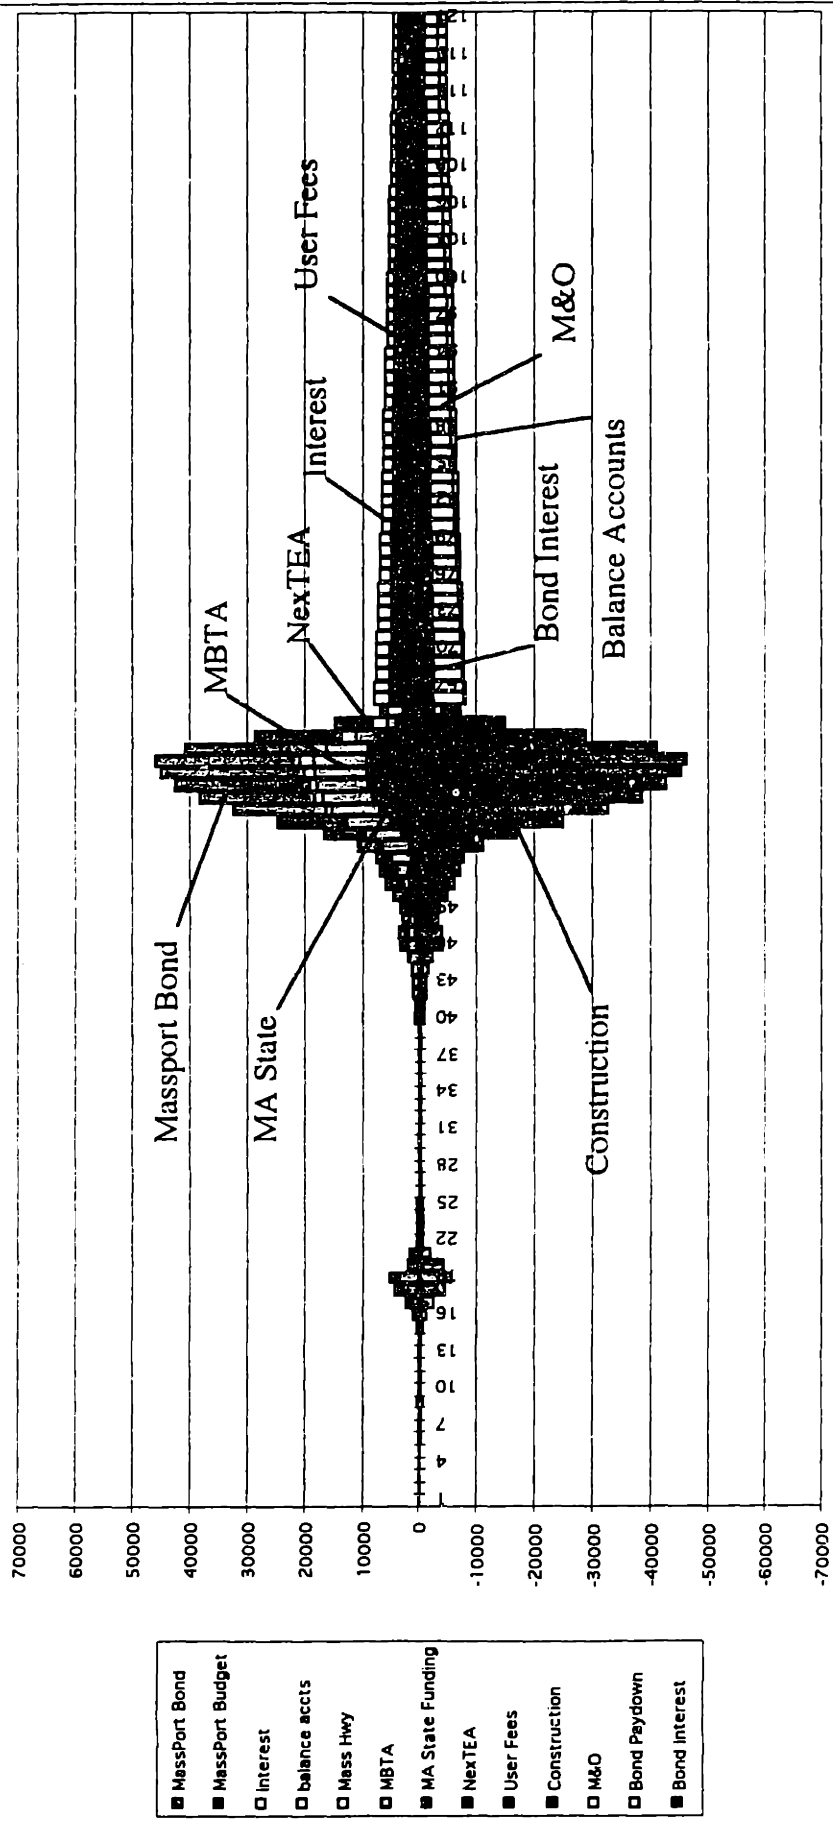 MassPort Bond
MassPort Budget
Interest
balance accts
Mass Hwy
MBTA
MA State Funding
NexTEA
User Fees
Construction
M&O
Bond Paydown
Bond Interest
70000
60000
50000
40000
30000
20000
10000
0
-10000
-20000
-30000
-40000
-50000
-60000
-70000
4
7
10
13
16
22
25
28
31
34
37
40
43
49
Massport Bond
MA State
MBTA
NexTEA
Interest
User Fees
Construction
Bond Interest
Balance Accounts
M&O